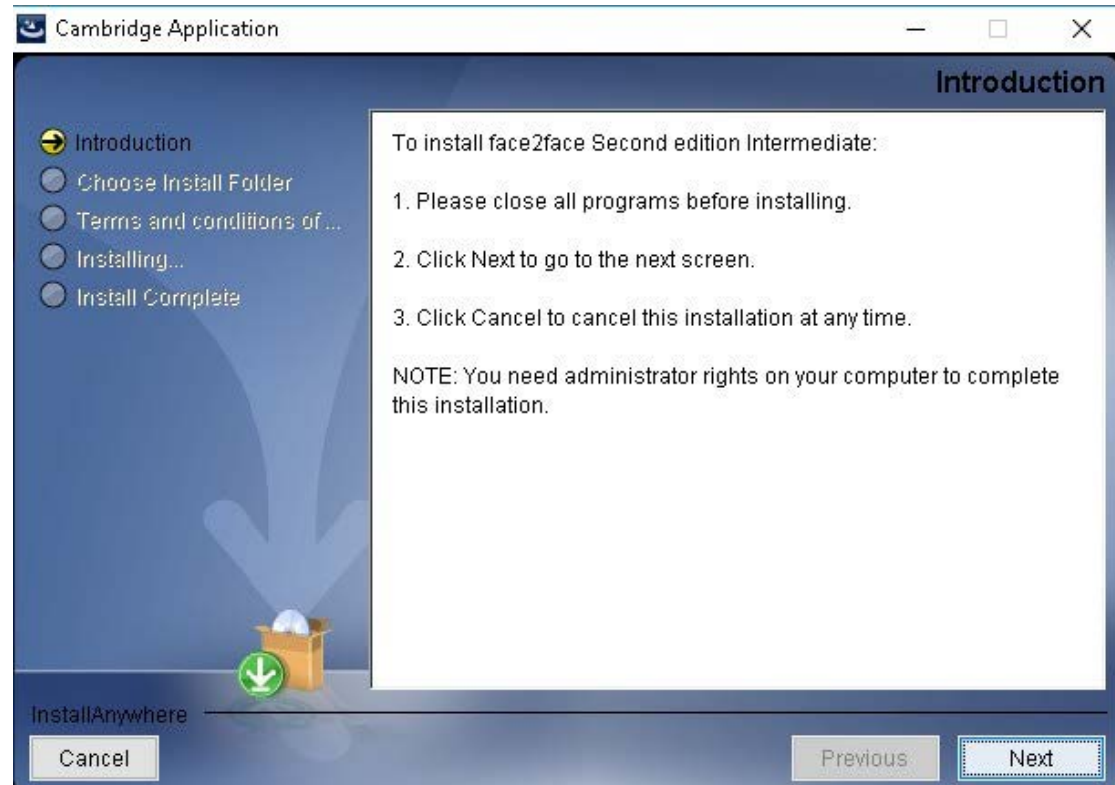 Cambridge Application
Introduction
Introduction
Choose Install Folder
Terms and conditions of...
Installing...
Install Complete
To install face2face Second edition Intermediate:
1. Please close all programs before installing.
2. Click Next to go to the next screen.
3. Click Cancel to cancel this installation at any time.
NOTE: You need administrator rights on your computer to complete
this installation.
InstallAnywhere
Cancel
Previous
Next